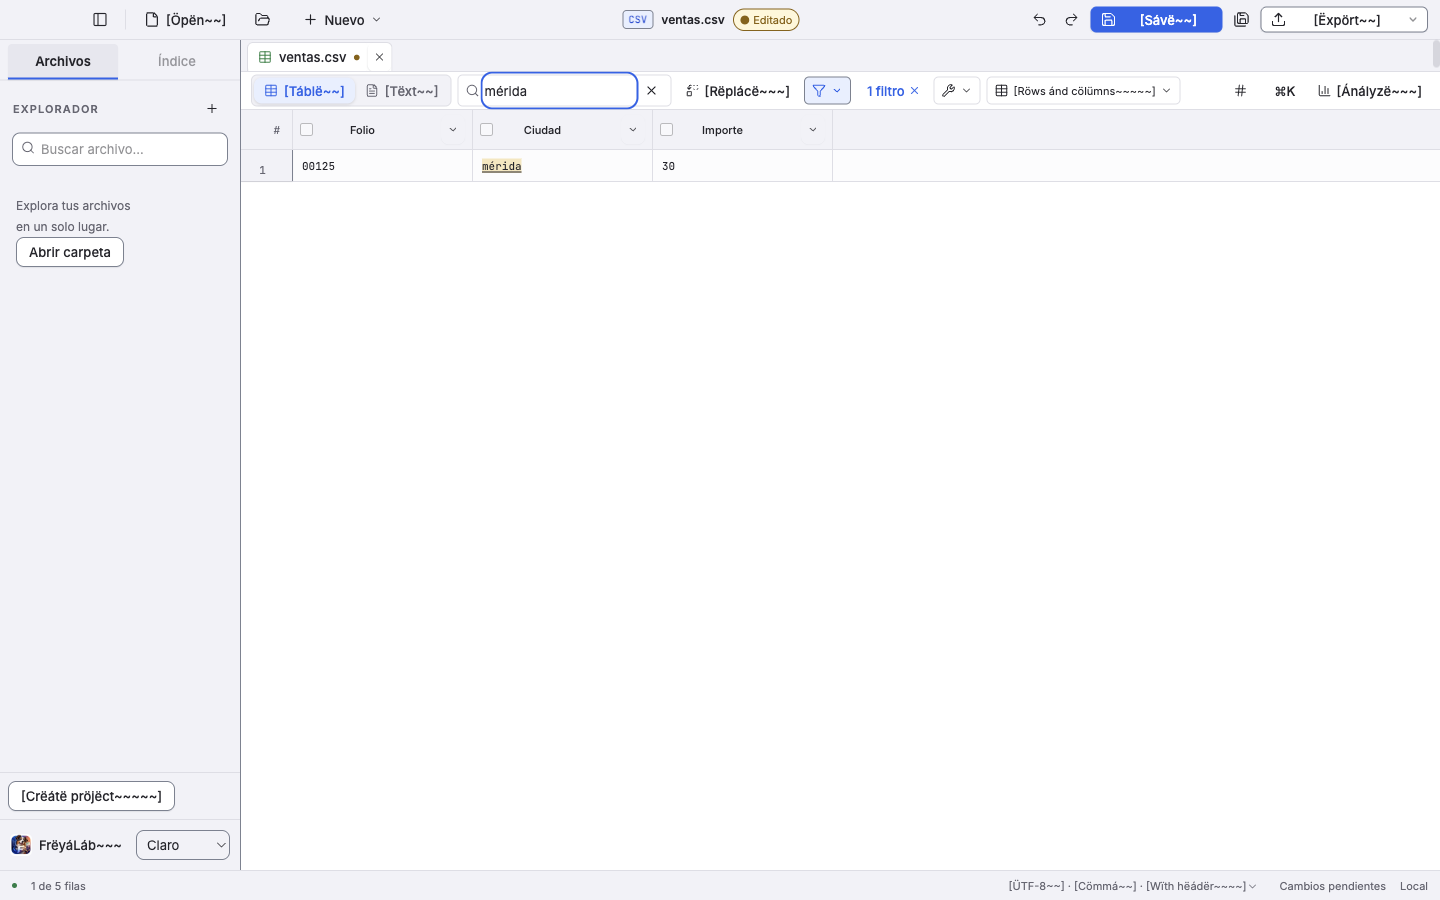 [Öpën~~]
Nuevo
CSV ventas.csv Editado
[Sávë~~]
[Ëxpört~~]
Archivos
Índice
ventas.csv
EXPLORADOR
Buscar archivo...
Explora tus archivos
en un solo lugar.
Abrir carpeta
[Táblë~~]
[Tëxt~~]
mérida
[Rëplácë~~~]
1 filtro
[Röws ánd cölümns~~~~~]
⌘K
[Ánályzë~~~]
# Folio Ciudad Importe
1 00125 mérida 30
[Crëátë pröjëct~~~~~]
FrëyáLáb~~~
Claro
1 de 5 filas
[ÜTF-8~~] · [Cömmá~~] · [Wïth hëádër~~~~]
Cambios pendientes
Local